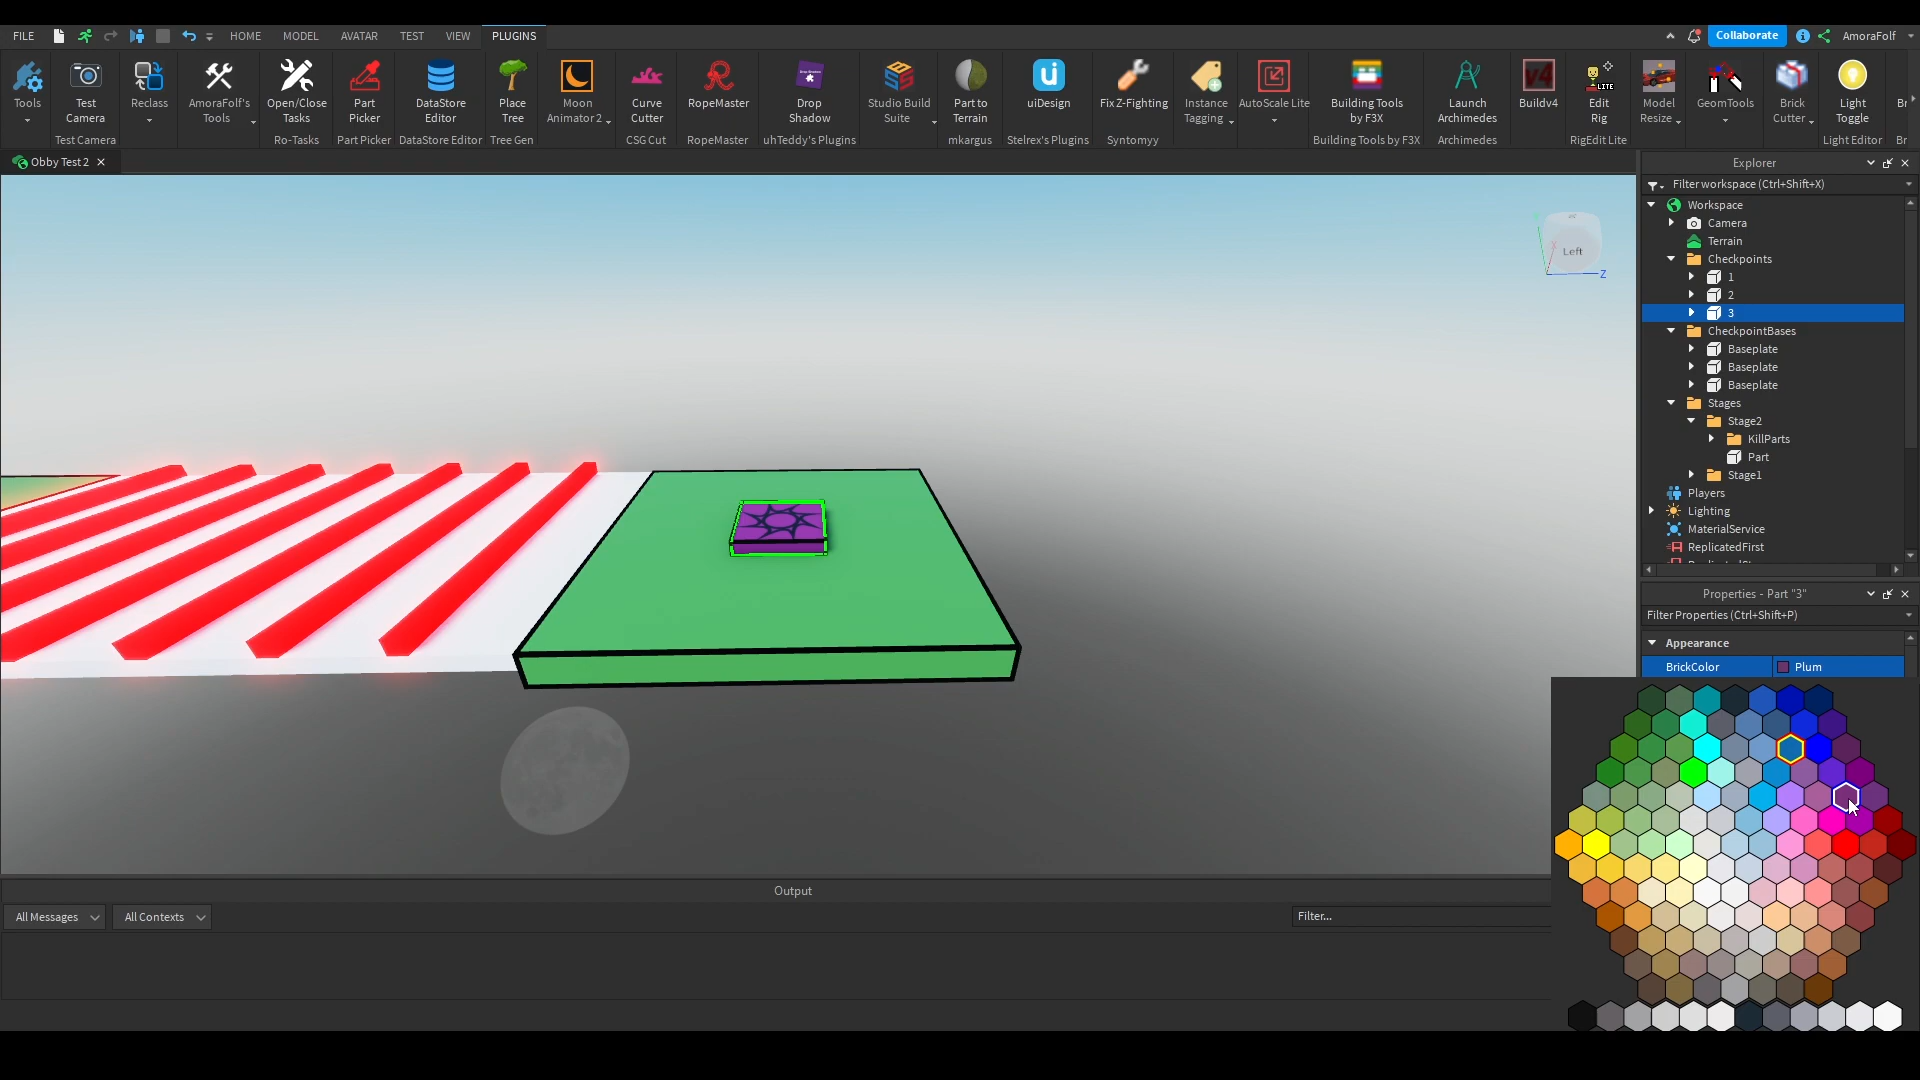 FILE HOME MODEL AVATAR TEST VIEW PLUGINS Collaborate AmoraFolf
Tools
Test Camera
Test Camera
Reclass
AmoraFolf's Tools
Open/Close Tasks
Ro-Tasks
Part Picker
Part Picker
DataStore Editor
DataStore Editor
Place Tree
Tree Gen
Moon Animator 2
Curve Cutter
CSG Cut
RopeMaster
RopeMaster
Drop Shadow
uhTeddy's Plugins
Studio Build Suite
Part to Terrain
mkargus
uiDesign
Stelrex's Plugins
Fix Z-Fighting
Syntomyy
Instance Tagging
AutoScale Lite
Building Tools by F3X
Building Tools by F3X
Launch Archimedes
Archimedes
v4
Buildv4
LITE
Edit Rig
RigEdit Lite
Model Resize
GeomTools
Brick Cutter
Light Toggle
Light Editor
Obby Test 2
Left
Z
Explorer
Filter workspace (Ctrl+Shift+X)
Workspace
Camera
Terrain
Checkpoints
1
2
3
CheckpointBases
Baseplate
Baseplate
Baseplate
Stages
Stage2
KillParts
Part
Stage1
Players
Lighting
MaterialService
ReplicatedFirst
Properties - Part "3"
Filter Properties (Ctrl+Shift+P)
Appearance
BrickColor Plum
Output
All Messages All Contexts Filter...